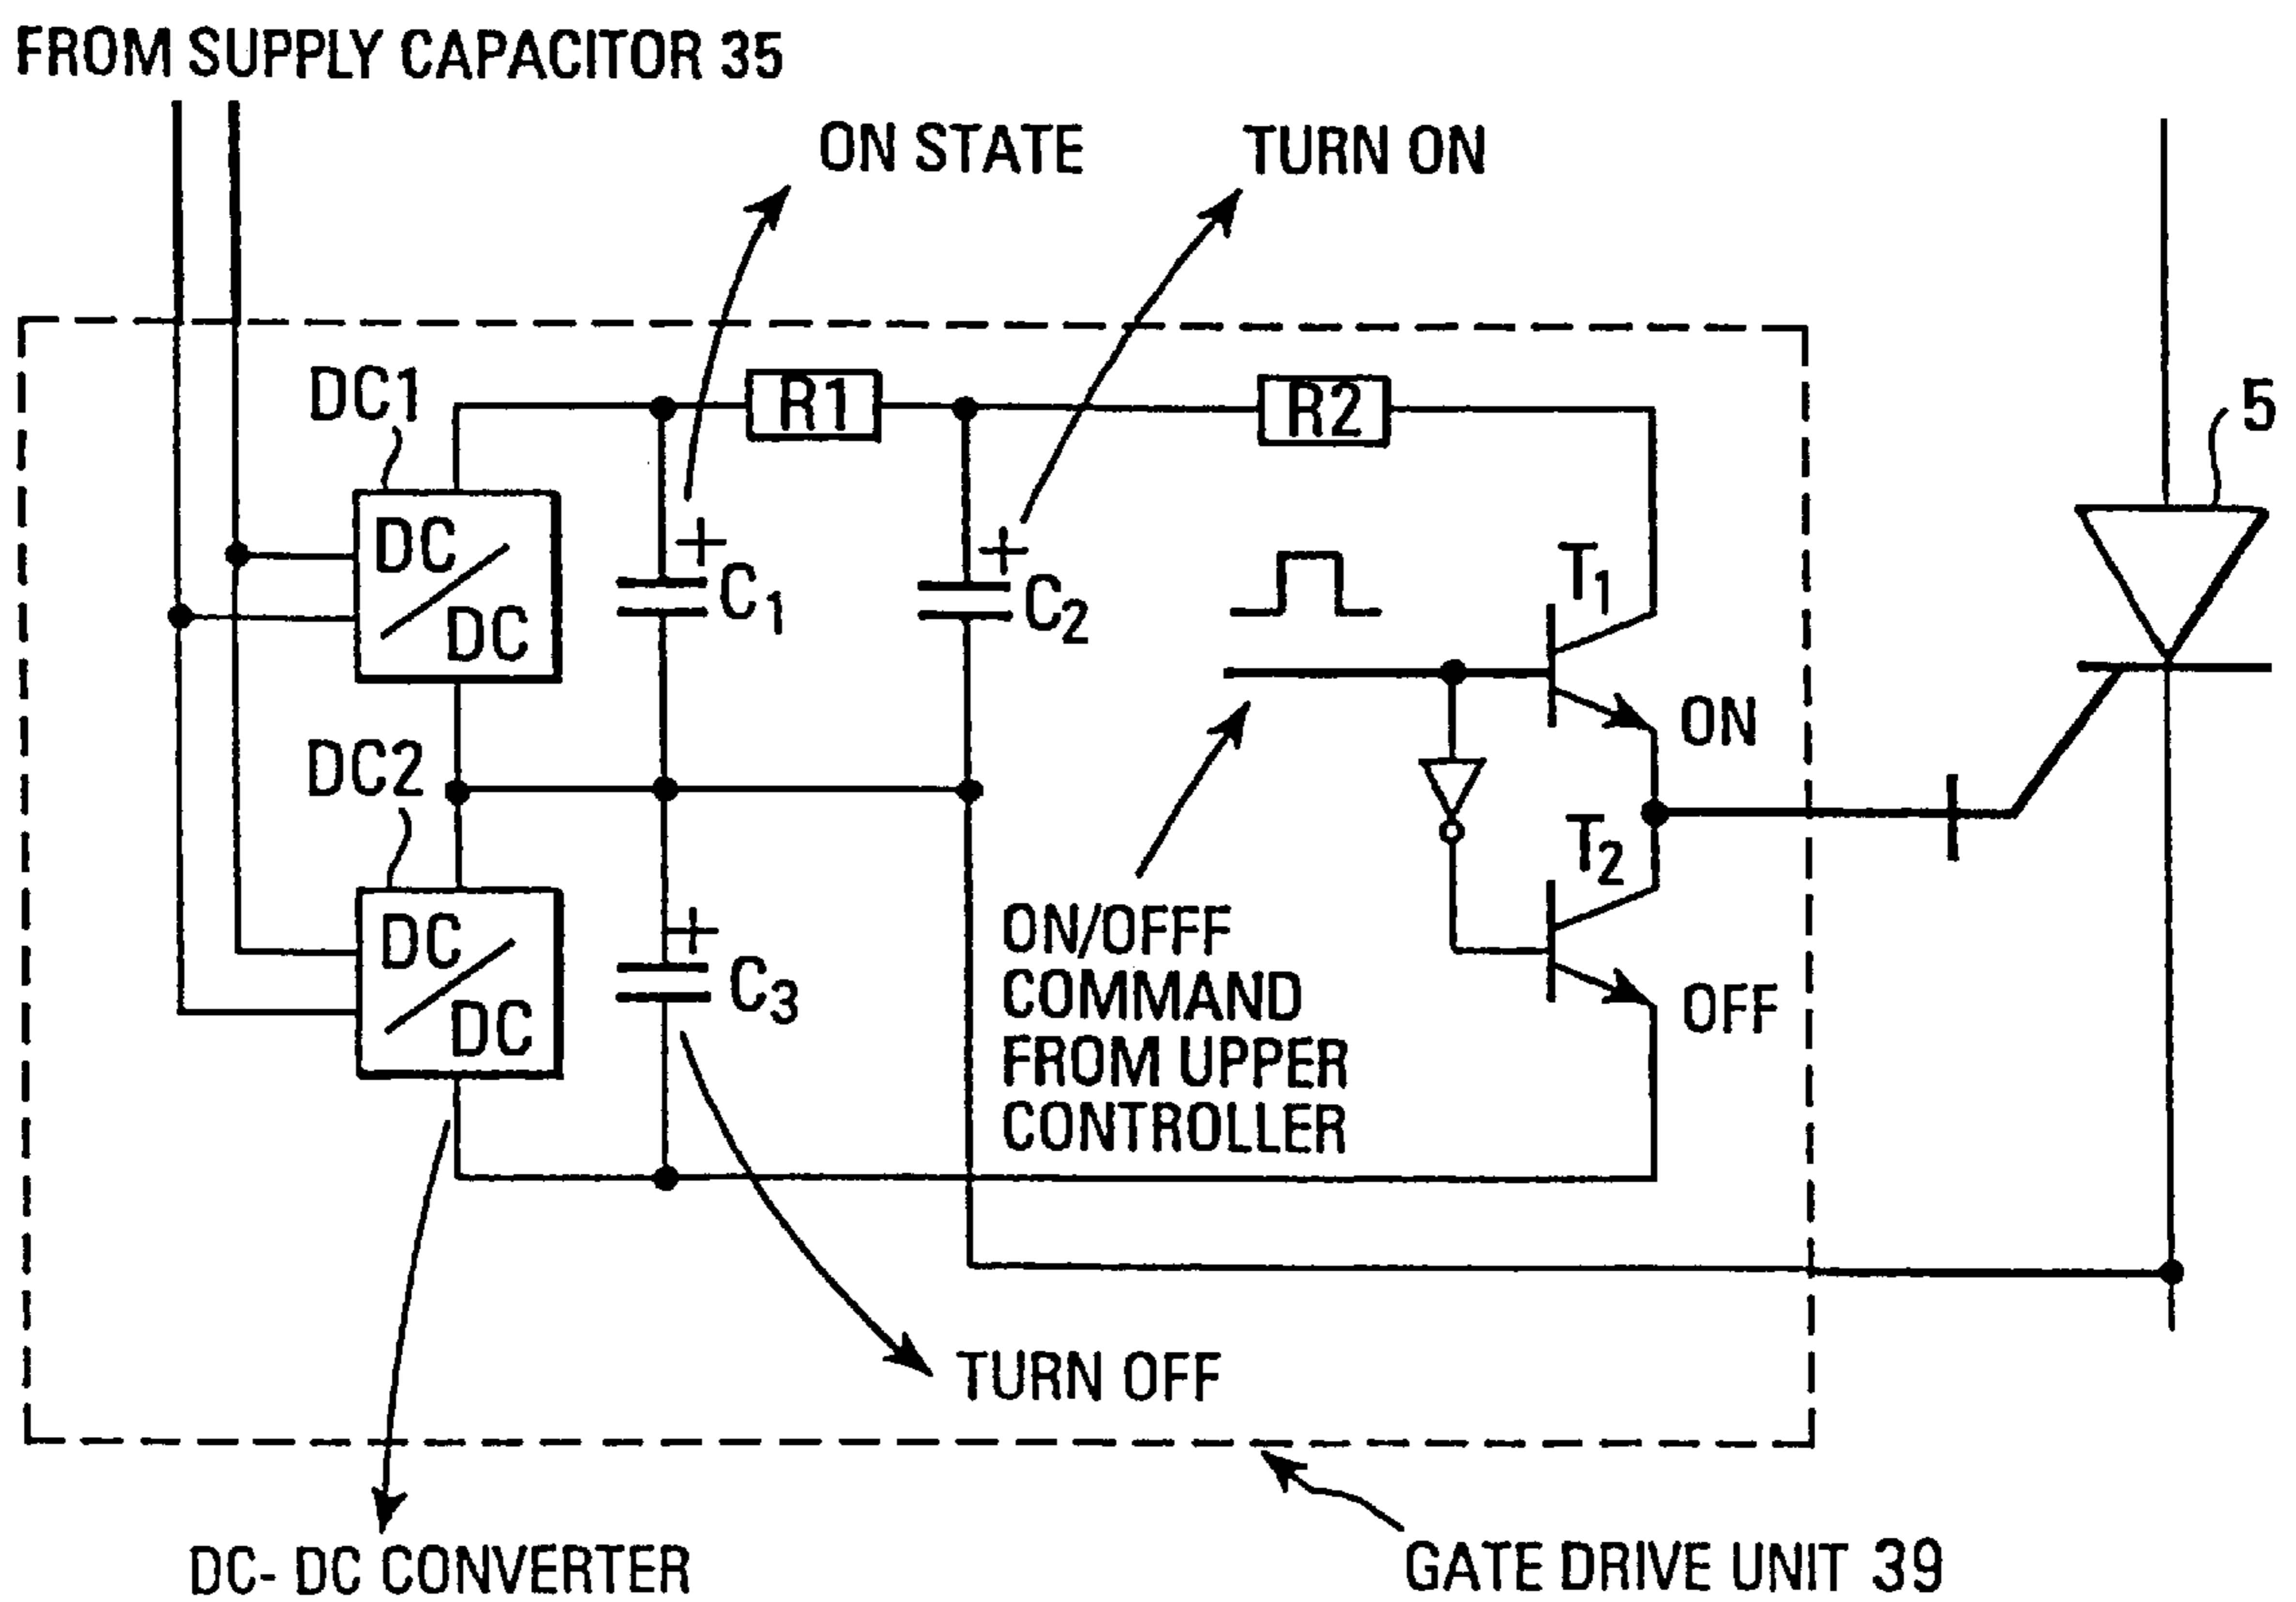 FROM SUPPLY CAPACITOR 35
ON STATE
TURN ON
DC1
R1
R2
5
DC
DC
+
C1
+
C2
T1
ON
DC2
T2
DC
DC
+
C3
ON/OFFF
COMMAND
FROM UPPER
CONTROLLER
OFF
TURN OFF
DC- DC CONVERTER
GATE DRIVE UNIT 39